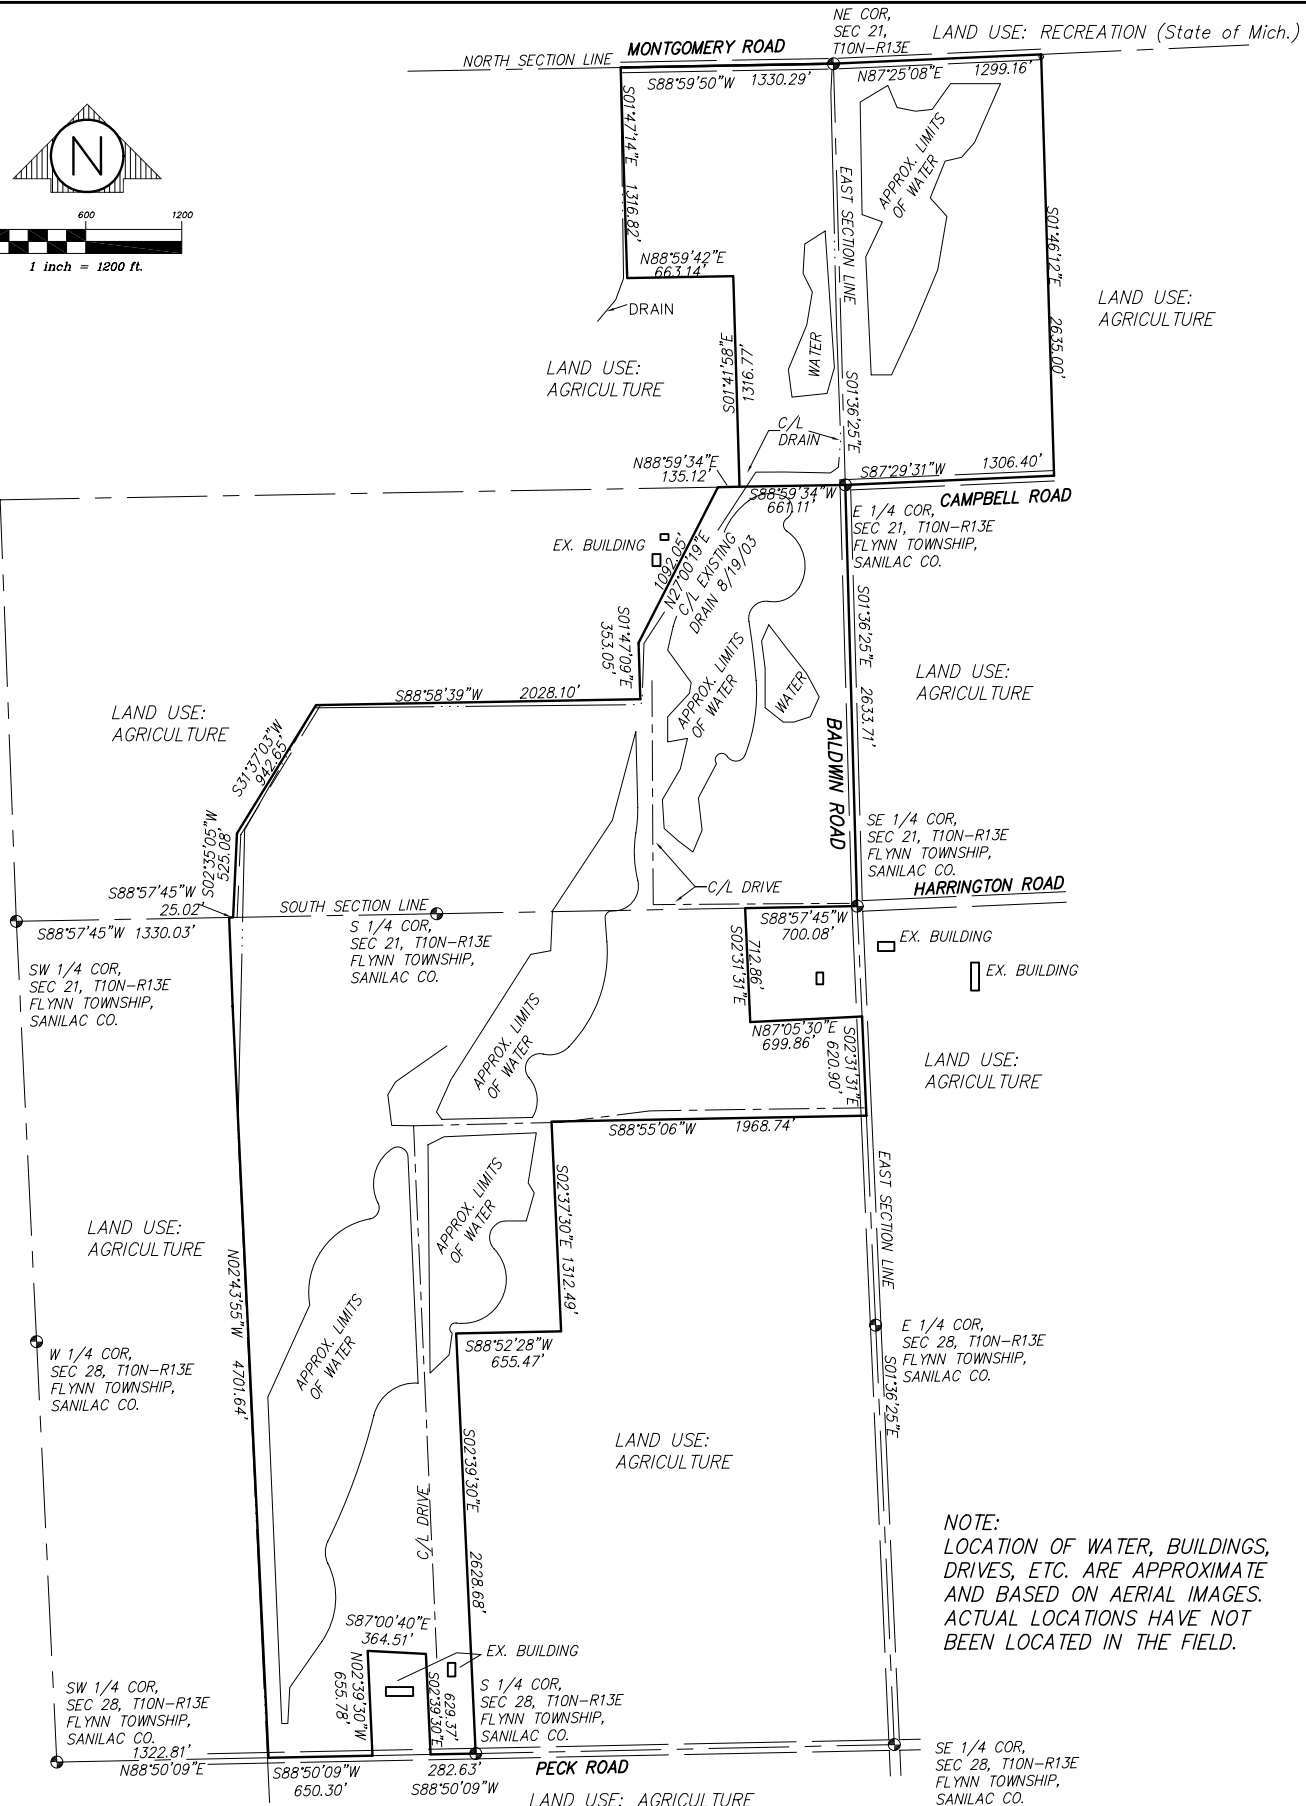 NE COR,
SEC 21,
T10N-R13E
LAND USE: RECREATION (State of Mich.)
MONTGOMERY ROAD
NORTH SECTION LINE
S88°59'50"W 1330.29'
N87°25'08"E 1299.16'
N
600 1200
1 inch = 1200 ft.
S01°47'14"E 1316.82'
APPROX. LIMITS
OF WATER
EAST SECTION LINE
S01°46'12"E 2635.00'
N88°59'42"E
663.14'
DRAIN
LAND USE:
AGRICULTURE
LAND USE:
AGRICULTURE
S01°41'58"E
1316.77'
WATER
S01°36'25"E
C/L
DRAIN
N88°59'34"E
135.12'
S87°29'31"W 1306.40'
S88°59'34"W
661.11'
CAMPBELL ROAD
E 1/4 COR,
SEC 21, T10N-R13E
FLYNN TOWNSHIP,
SANILAC CO.
EX. BUILDING
1092.05'
N27°00'19"E
C/L EXISTING
DRAIN 8/19/03
S01°47'09"E
353.05'
S01°36'25"E 2633.71'
APPROX. LIMITS
OF WATER
WATER
LAND USE:
AGRICULTURE
S88°58'39"W 2028.10'
LAND USE:
AGRICULTURE
BALDWIN ROAD
S31°37'03"W
942.65'
S02°35'05"W
525.08'
SE 1/4 COR,
SEC 21, T10N-R13E
FLYNN TOWNSHIP,
SANILAC CO.
HARRINGTON ROAD
C/L DRIVE
S88°57'45"W
25.02'
SOUTH SECTION LINE
S88°57'45"W 1330.03'
S 1/4 COR,
SEC 21, T10N-R13E
FLYNN TOWNSHIP,
SANILAC CO.
S88°57'45"W
700.08'
EX. BUILDING
SW 1/4 COR,
SEC 21, T10N-R13E
FLYNN TOWNSHIP,
SANILAC CO.
S02°31'31"E
712.86'
EX. BUILDING
N87°05'30"E
699.86'
S02°31'31"E
620.90'
APPROX. LIMITS
OF WATER
LAND USE:
AGRICULTURE
S88°55'06"W 1968.74'
EAST SECTION LINE
APPROX. LIMITS
OF WATER
S02°37'30"E 1312.49'
LAND USE:
AGRICULTURE
N02°43'55"W 4701.64'
APPROX. LIMITS
OF WATER
S88°52'28"W
655.47'
W 1/4 COR,
SEC 28, T10N-R13E
FLYNN TOWNSHIP,
SANILAC CO.
E 1/4 COR,
SEC 28, T10N-R13E
FLYNN TOWNSHIP,
SANILAC CO.
S01°36'25"E
LAND USE:
AGRICULTURE
S02°39'30"E 2628.68'
C/L DRIVE
NOTE:
LOCATION OF WATER, BUILDINGS,
DRIVES, ETC. ARE APPROXIMATE
AND BASED ON AERIAL IMAGES.
ACTUAL LOCATIONS HAVE NOT
BEEN LOCATED IN THE FIELD.
S87°00'40"E
364.51'
EX. BUILDING
N02°39'30"W
655.78'
S02°39'30"E
629.37'
SW 1/4 COR,
SEC 28, T10N-R13E
FLYNN TOWNSHIP,
SANILAC CO.
S 1/4 COR,
SEC 28, T10N-R13E
FLYNN TOWNSHIP,
SANILAC CO.
1322.81'
N88°50'09"E
S88°50'09"W
650.30'
282.63'
S88°50'09"W
PECK ROAD
SE 1/4 COR,
SEC 28, T10N-R13E
FLYNN TOWNSHIP,
SANILAC CO.
LAND USE: AGRICULTURE